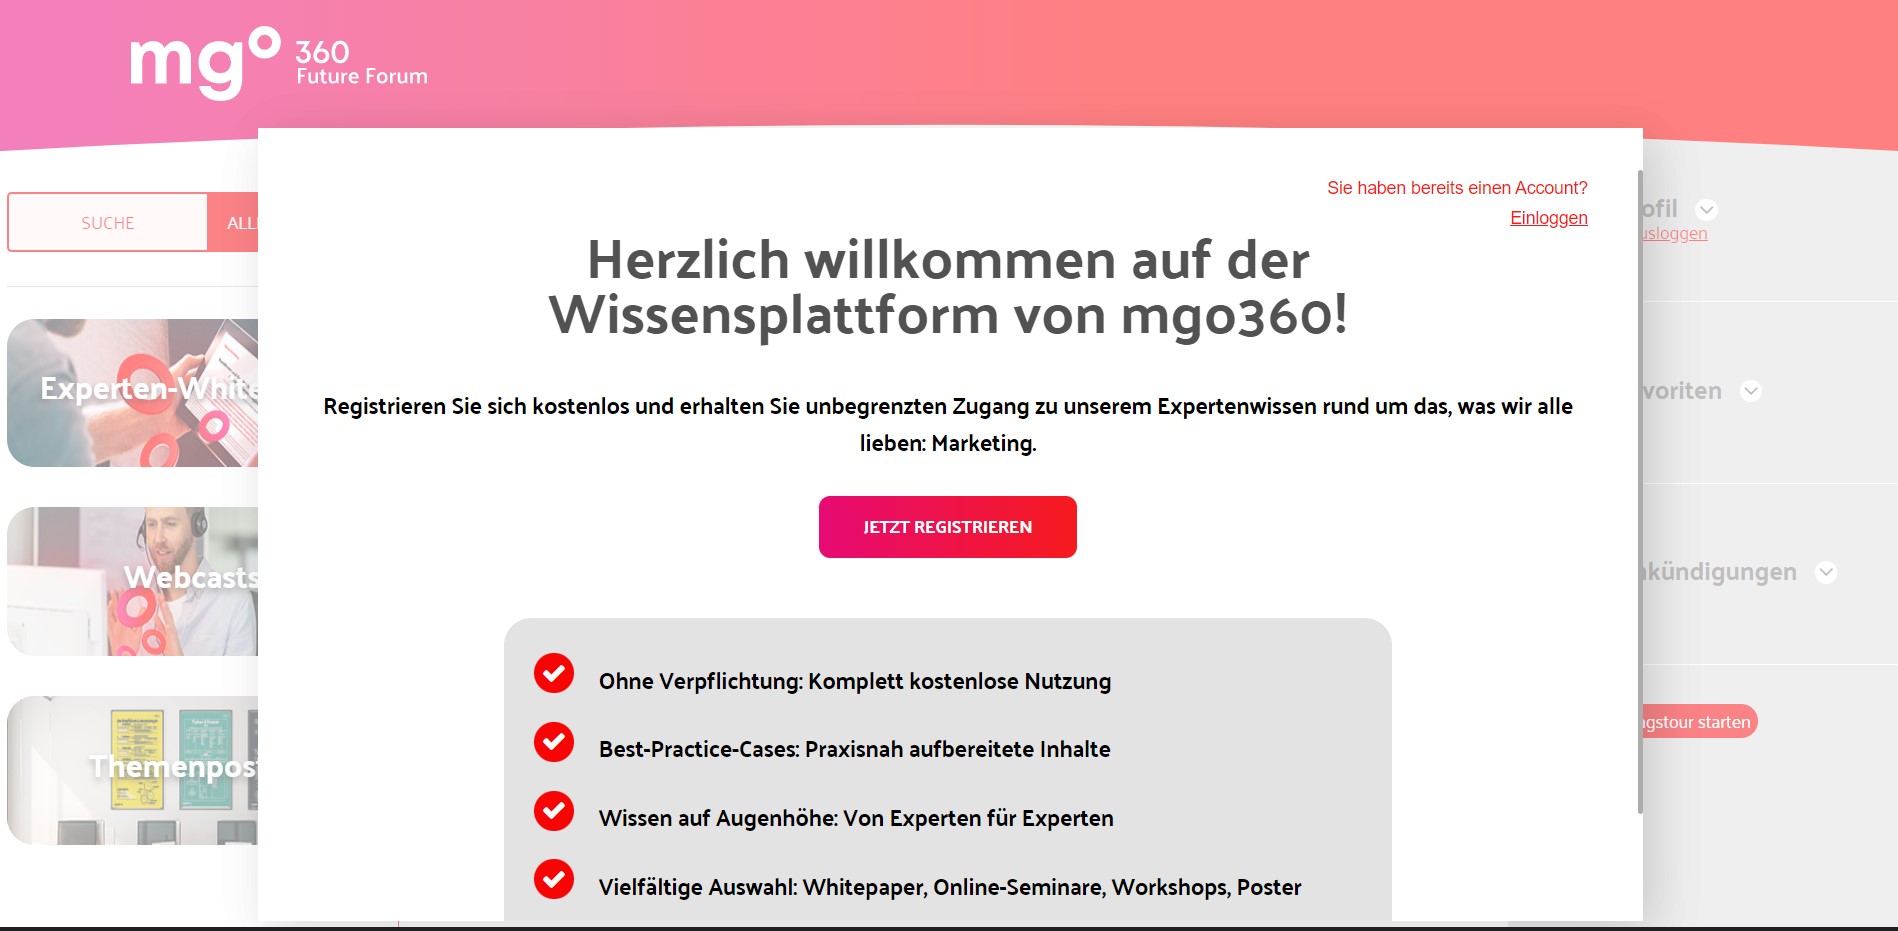 mgo 360
Future Forum
SUCHE
Sie haben bereits einen Account?
Einloggen
Herzlich willkommen auf der
Wissensplattform von mgo360!
Registrieren Sie sich kostenlos und erhalten Sie unbegrenzten Zugang zu unserem Expertenwissen rund um das, was wir alle
lieben: Marketing.
JETZT REGISTRIEREN
Ohne Verpflichtung: Komplett kostenlose Nutzung
Best-Practice-Cases: Praxisnah aufbereitete Inhalte
Wissen auf Augenhöhe: Von Experten für Experten
Vielfältige Auswahl: Whitepaper, Online-Seminare, Workshops, Poster
Experten-White
Webcasts
Themenpost
ofil
usloggen
voriten
kündigungen
gstour starten